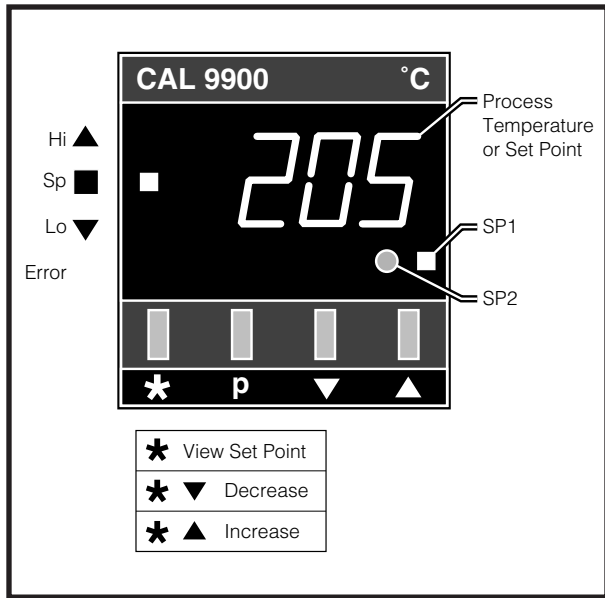 CAL 9900 °C
205
Hi ▲
Sp ■
Lo ▼
Error
Process
Temperature
or Set Point
SP1
SP2
* p ▼ ▲
* View Set Point
* ▼ Decrease
* ▲ Increase